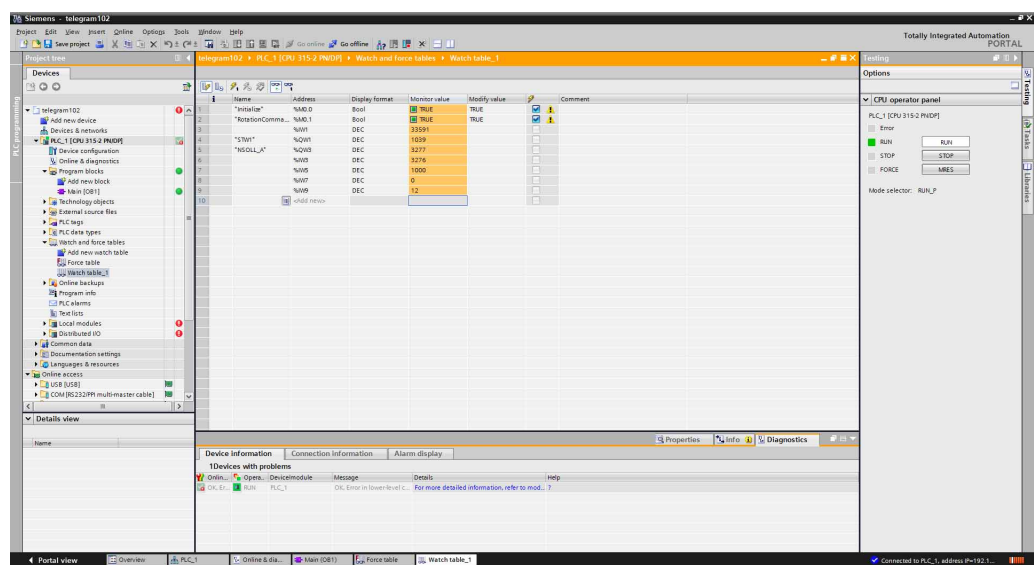 Siemens - telegram102
Project Edit View Insert Online Options Tools Window Help
Save project Go online Go offline
Totally Integrated Automation
PORTAL
Project tree
telegram102 PLC_1 [CPU 315-2 PN/DP] Watch and force tables Watch table_1
Testing
Devices
Options
i Name Address Display format Monitor value Modify value Comment
1 "Initialize" %M0.0 Bool TRUE TRUE
2 "RotationComma... %M0.1 Bool TRUE TRUE
3 %IW1 DEC 33591
4 "STW1" %QW1 DEC 1039
5 "NSOLL_A" %QW3 DEC 3277
6 %IW3 DEC 3276
7 %IW5 DEC 1000
8 %IW7 DEC 0
9 %IW9 DEC 12
10 <Add new>
telegram102
Add new device
Devices & networks
PLC_1 [CPU 315-2 PN/DP]
Device configuration
Online & diagnostics
Program blocks
Add new block
Main [OB1]
Technology objects
External source files
PLC tags
PLC data types
Watch and force tables
Add new watch table
Force table
Watch table_1
Online backups
Program info
PLC alarms
Text lists
Local modules
Distributed I/O
Common data
Documentation settings
Languages & resources
Online access
USB [USB]
COM [RS232/PPI multi-master cable]
Details view
Name
CPU operator panel
PLC_1 [CPU 315-2 PN/DP]
Error
RUN RUN
STOP STOP
FORCE MRES
Mode selector: RUN_P
PLC programming
Testing
Tasks
Libraries
Properties Info Diagnostics
Device information Connection information Alarm display
1Devices with problems
Onlin... Opera... Device/module Message Details Help
OK, Er... RUN PLC_1 OK, Error in lower-level c... For more detailed information, refer to mod... ?
Portal view Overview PLC_1 Online & dia... Main (OB1) Force table Watch table_1
Connected to PLC_1, address IP=192.1...